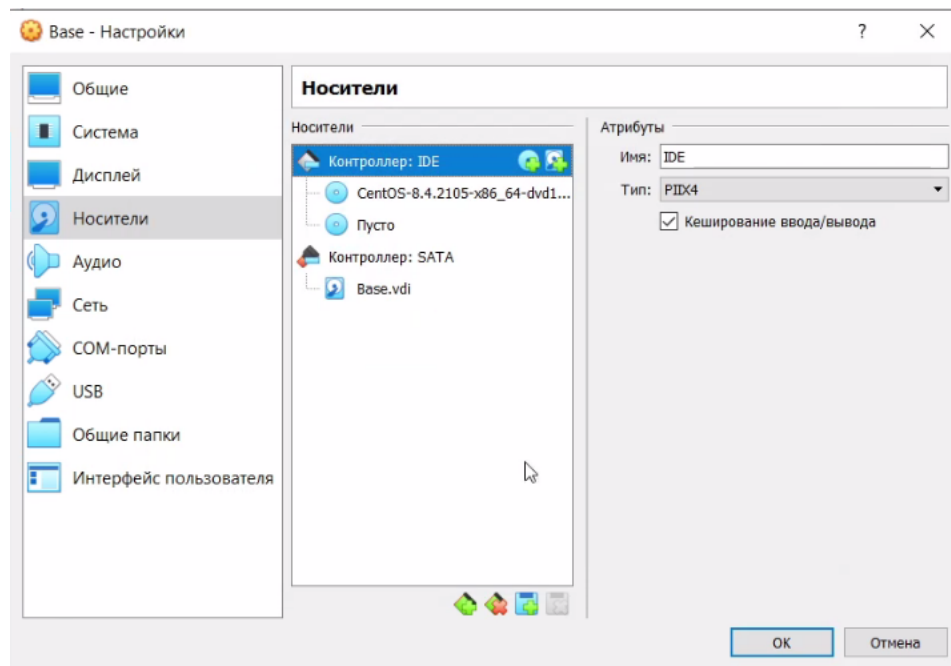 Base - Настройки
?
Общие
Система
Дисплей
Носители
Аудио
Сеть
COM-порты
USB
Общие папки
Интерфейс пользователя
Носители
Носители
Контроллер: IDE
CentOS-8.4.2105-x86_64-dvd1...
Пусто
Контроллер: SATA
Base.vdi
Атрибуты
Имя: IDE
Тип: PIIX4
Кеширование ввода/вывода
OK
Отмена